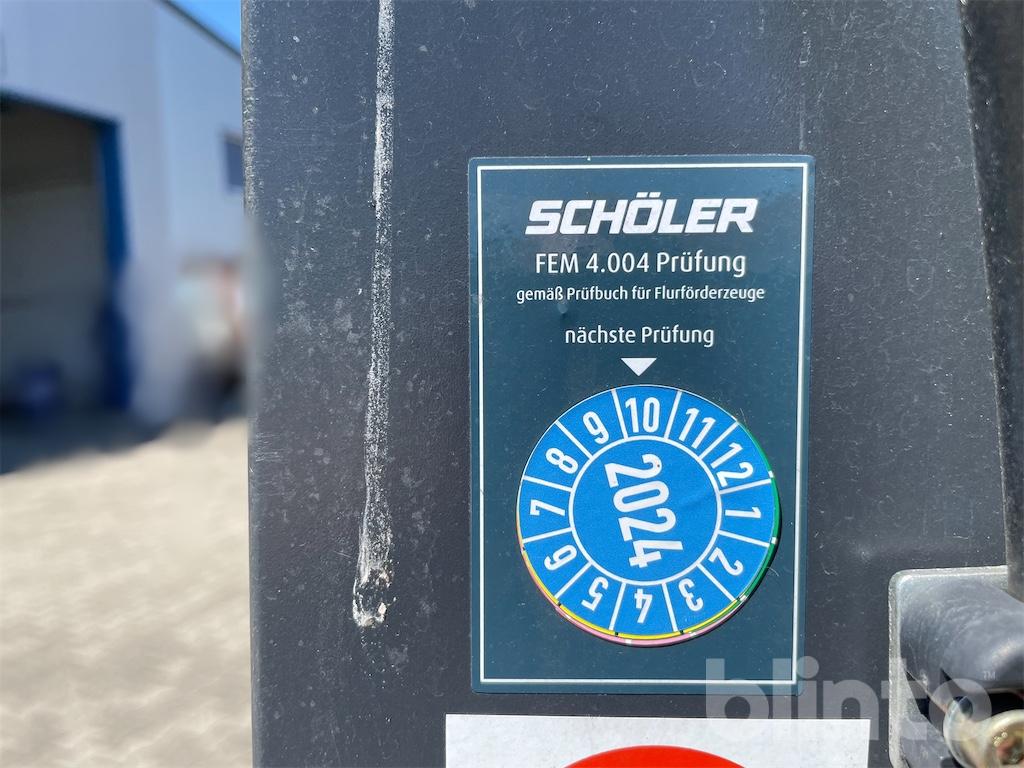 SCHÖLER
FEM 4.004 Prüfung
gemäß Prüfbuch für Flurförderzeuge
nächste Prüfung
10 11 12 1 2 3 4 5 6 7 8 9
2024
blinto™